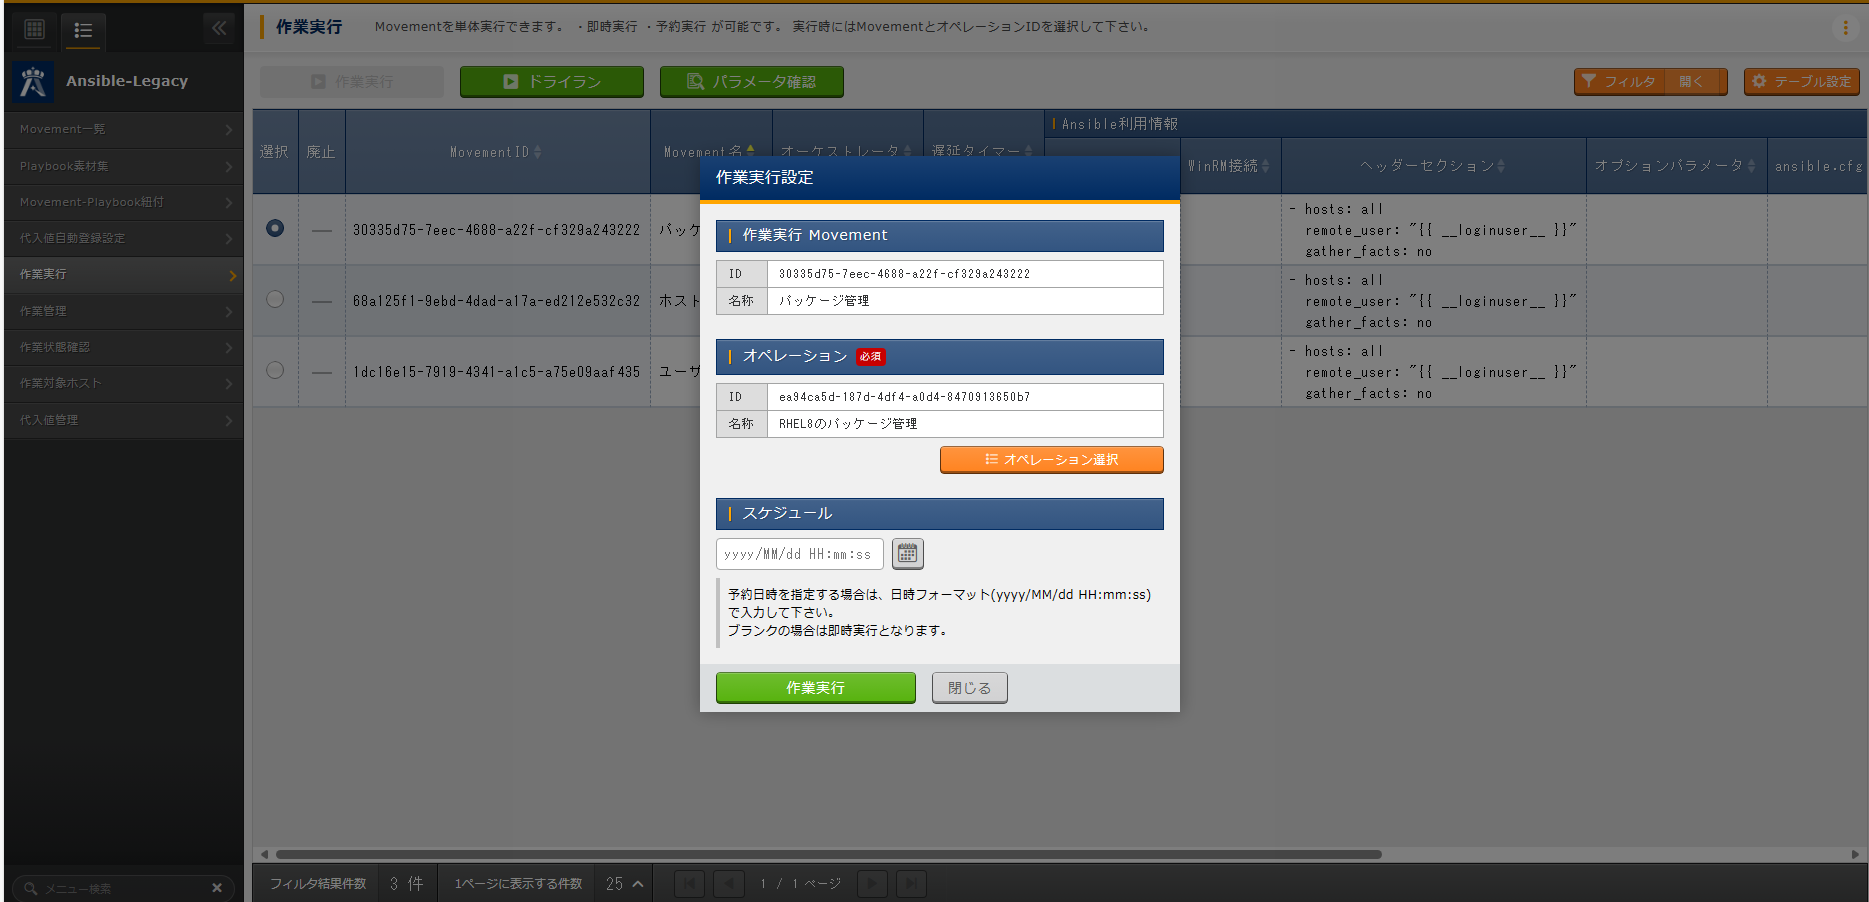 作業実行
Movementを単体実行できます。 ・即時実行 ・予約実行 が可能です。 実行時にはMovementとオペレーションIDを選択して下さい。
Ansible-Legacy
Movement一覧
Playbook素材集
Movement-Playbook紐付
代入値自動登録設定
作業実行
作業管理
作業状態確認
作業対象ホスト
代入値管理
メニュー検索
作業実行
ドライラン
パラメータ確認
フィルタ
開く
テーブル設定
選択
廃止
MovementID
Movement名
オーケストレータ
遅延タイマー
Ansible利用情報
WinRM接続
ヘッダーセクション
オプションパラメータ
ansible.cfg
30335d75-7eec-4688-a22f-cf329a243222
パッケ
- hosts: all
remote_user: "{{ __loginuser__ }}"
gather_facts: no
68a125f1-9ebd-4dad-a17a-ed212e532c32
ホスト
- hosts: all
remote_user: "{{ __loginuser__ }}"
gather_facts: no
1dc16e15-7919-4341-a1c5-a75e09aaf435
ユーザ
- hosts: all
remote_user: "{{ __loginuser__ }}"
gather_facts: no
作業実行設定
作業実行 Movement
ID 30335d75-7eec-4688-a22f-cf329a243222
名称 パッケージ管理
オペレーション 必須
ID ea94ca5d-187d-4df4-a0d4-8470913650b7
名称 RHEL8のパッケージ管理
オペレーション選択
スケジュール
yyyy/MM/dd HH:mm:ss
予約日時を指定する場合は、日時フォーマット(yyyy/MM/dd HH:mm:ss)
で入力して下さい。
ブランクの場合は即時実行となります。
作業実行
閉じる
フィルタ結果件数 3 件
1ページに表示する件数 25
1 / 1 ページ